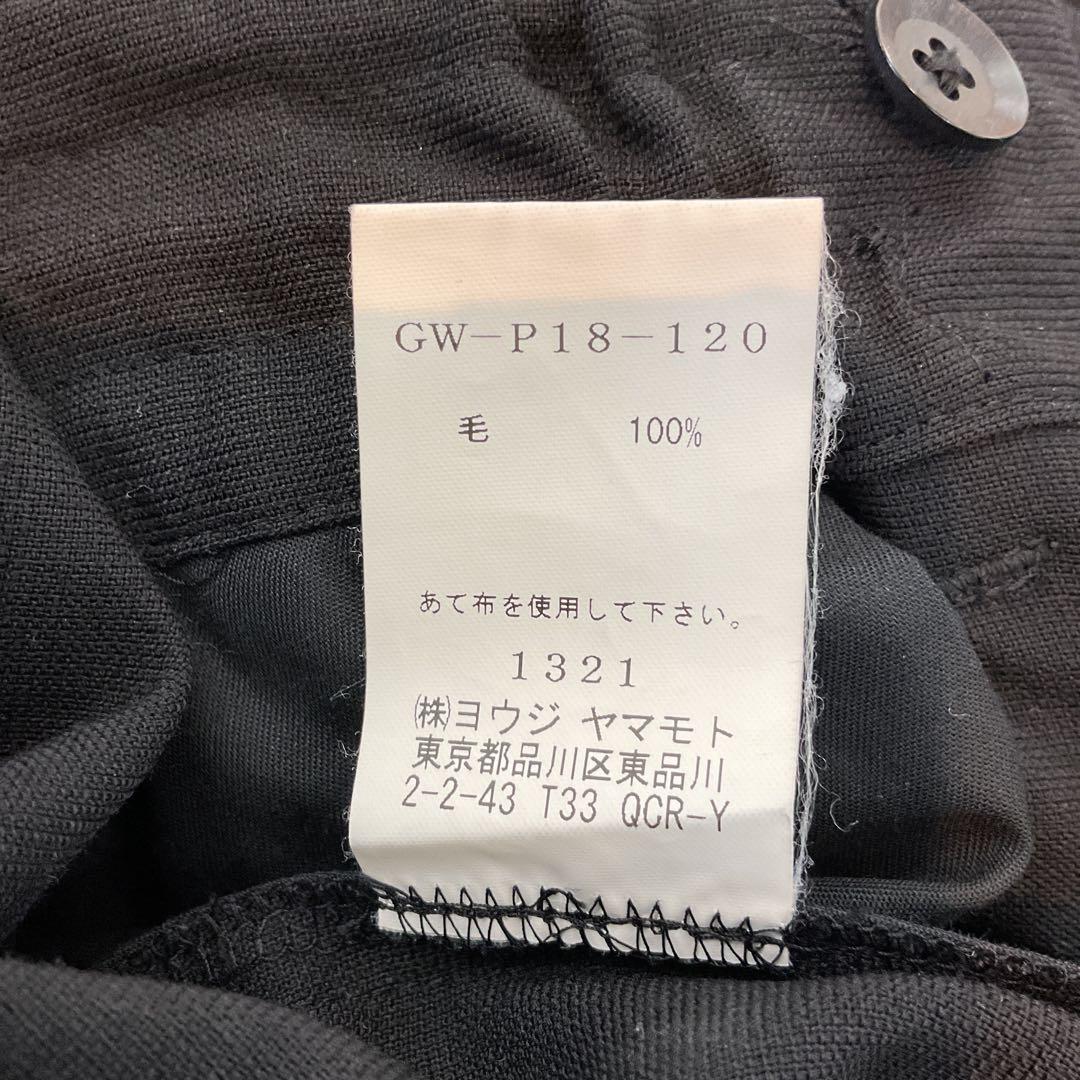 GW-P18-120
毛 100%
あて布を使用して下さい。
1321
㈱ヨウジ ヤマモト
東京都品川区東品川
2-2-43 T33 QCR-Y